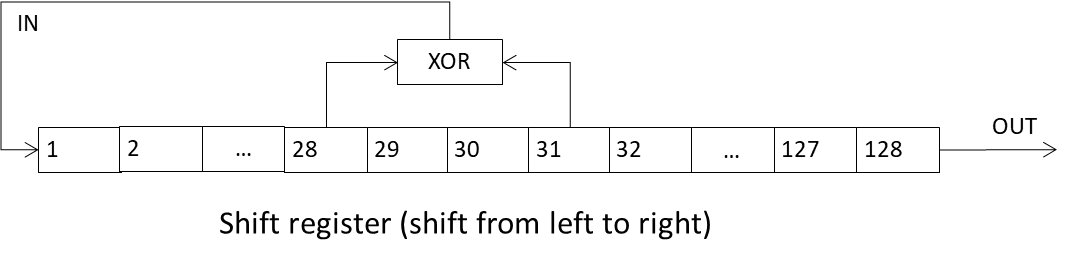 IN
XOR
1 2 ... 28 29 30 31 32 ... 127 128
OUT
Shift register (shift from left to right)